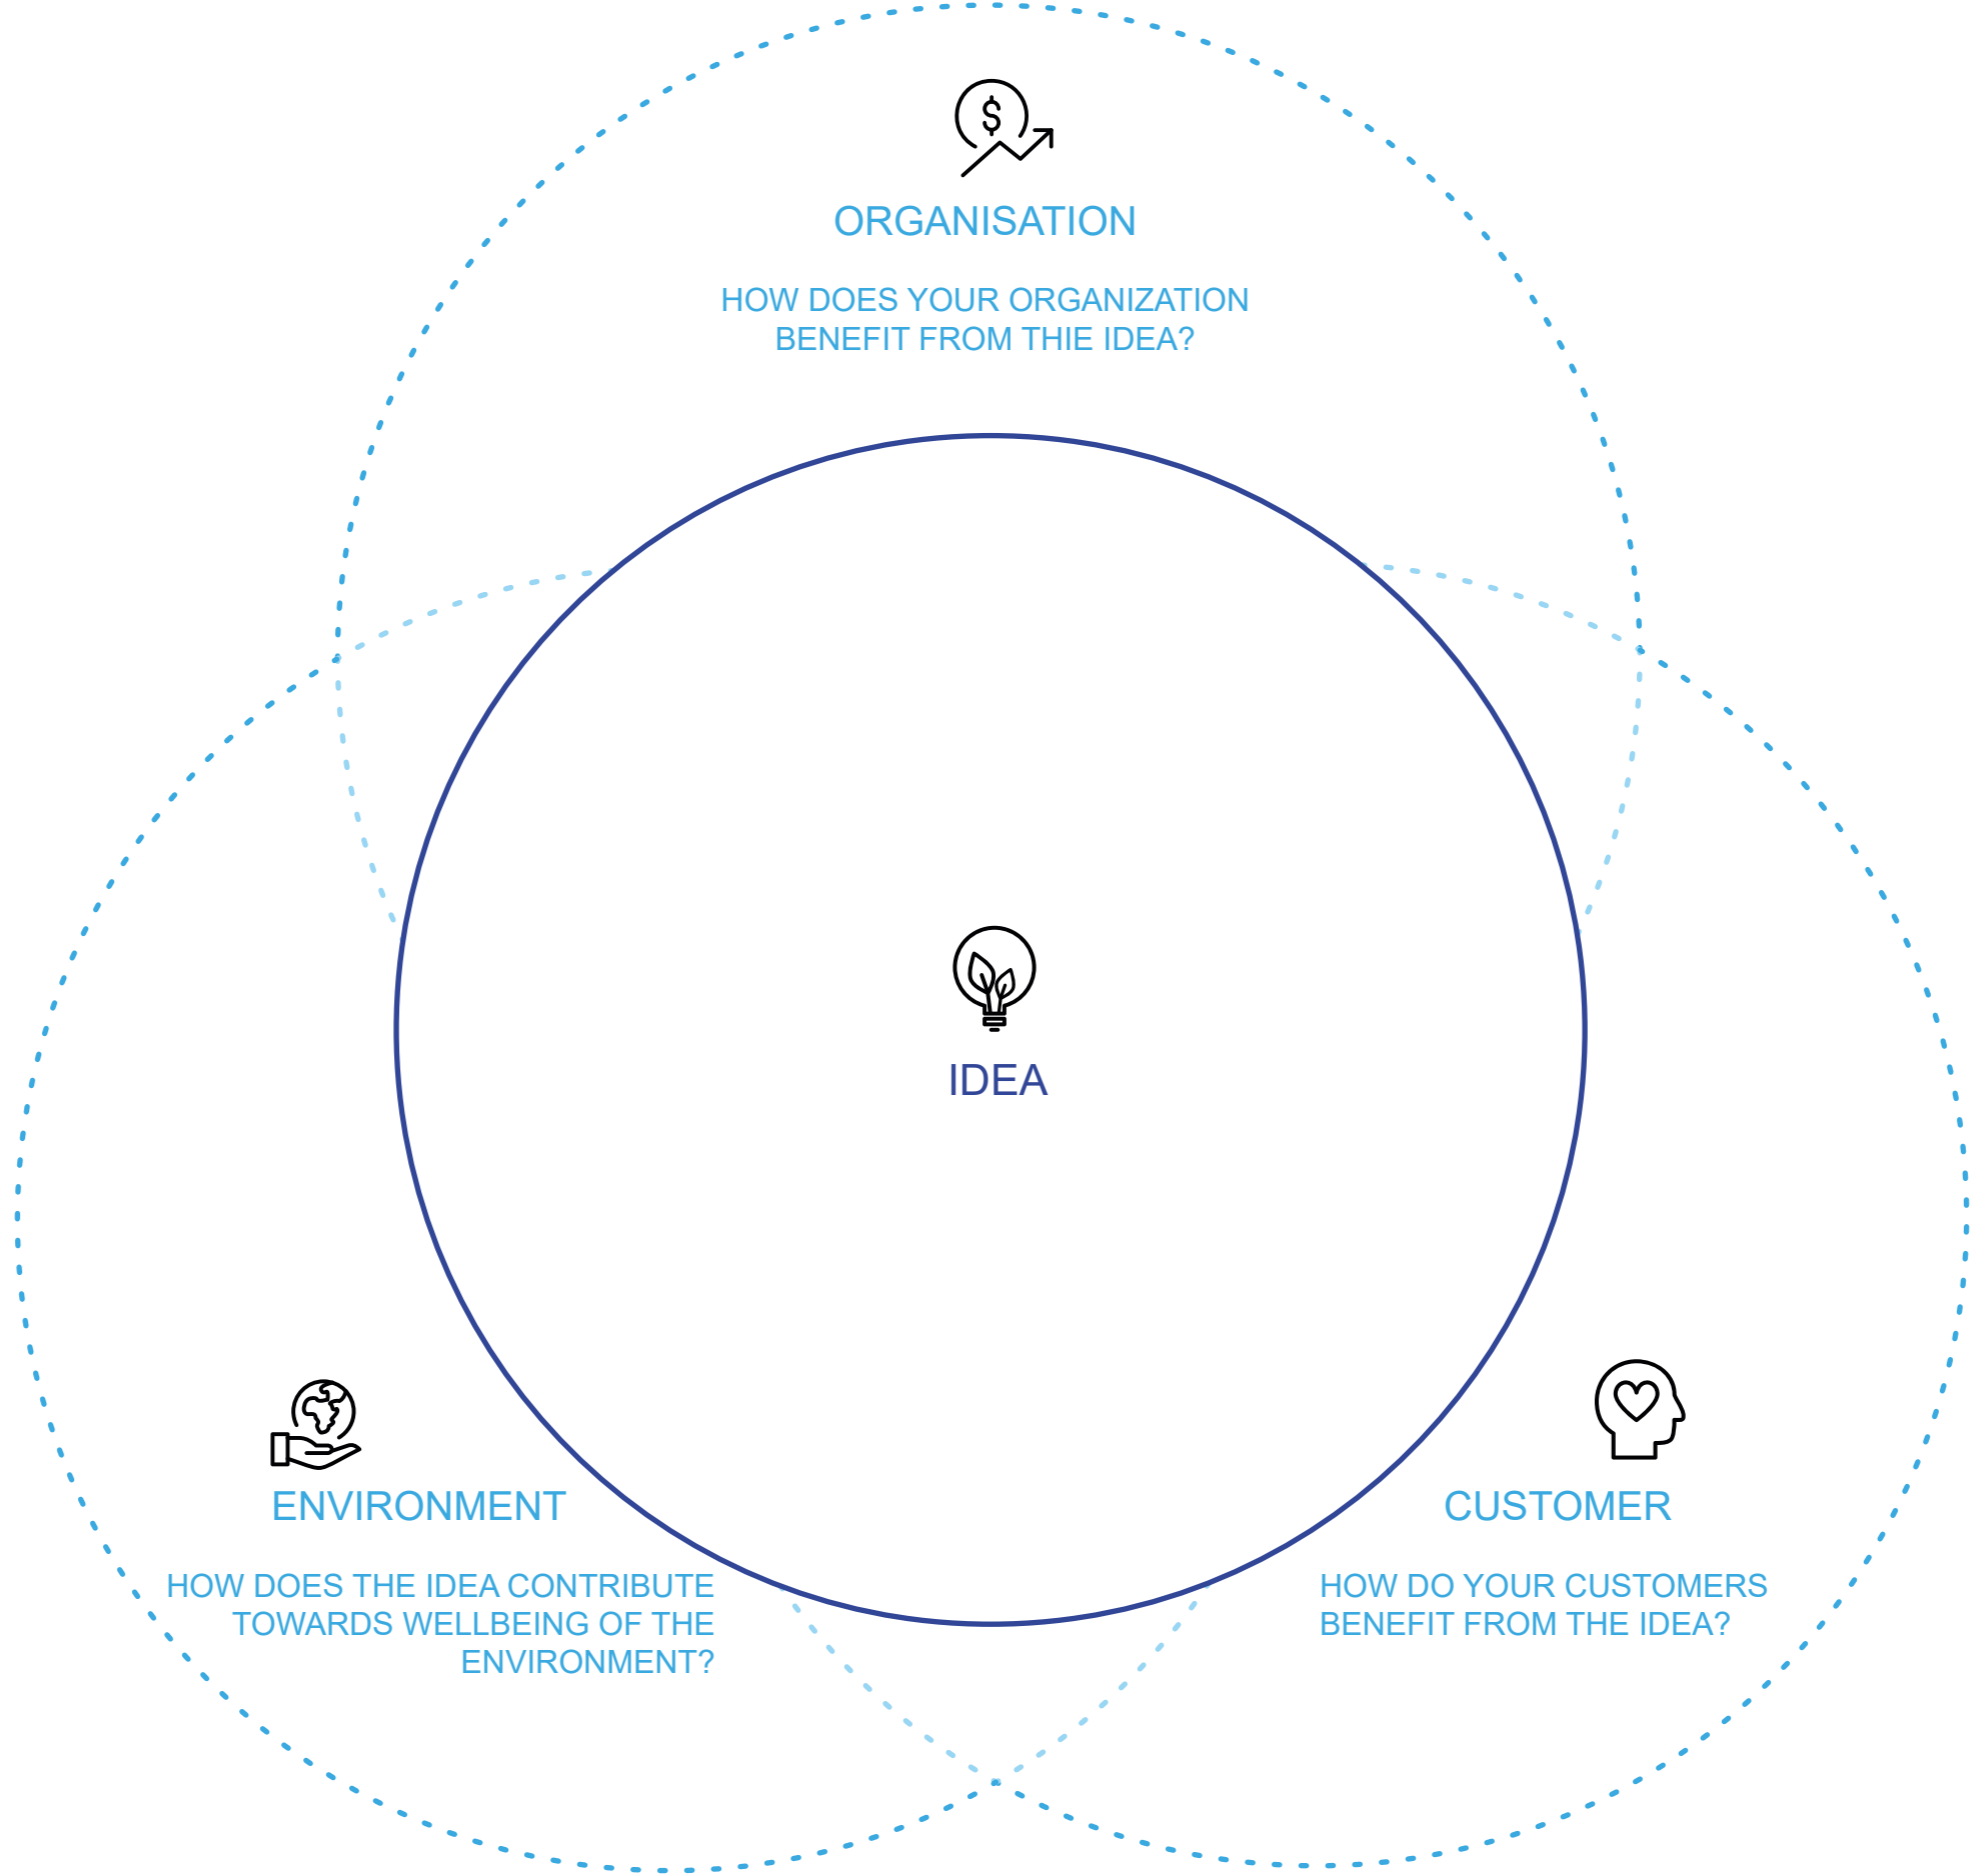 $
ORGANISATION
HOW DOES YOUR ORGANIZATION
BENEFIT FROM THIE IDEA?
IDEA
ENVIRONMENT
HOW DOES THE IDEA CONTRIBUTE
TOWARDS WELLBEING OF THE
ENVIRONMENT?
CUSTOMER
HOW DO YOUR CUSTOMERS
BENEFIT FROM THE IDEA?